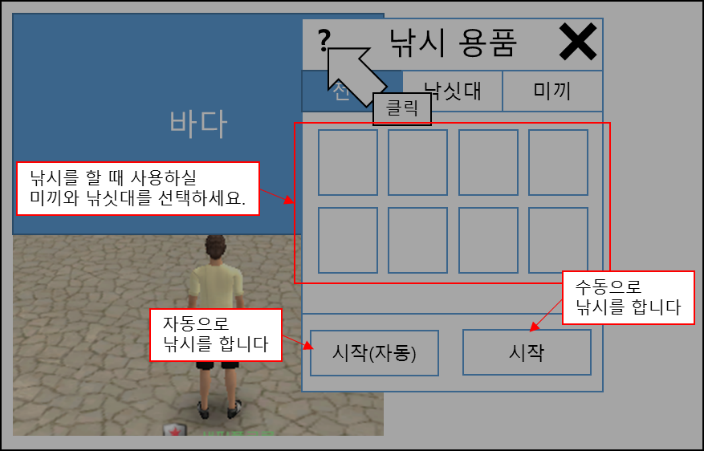 ? 낚시 용품 X
전 낚싯대 미끼
클릭
바다
낚시를 할 때 사용하실
미끼와 낚싯대를 선택하세요.
수동으로
낚시를 합니다
자동으로
낚시를 합니다
시작(자동) 시작